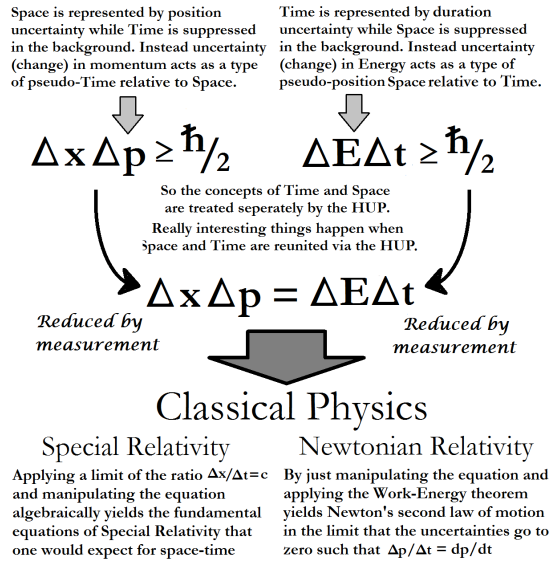 Space is represented by position
uncertainty while Time is suppressed
in the background. Instead uncertainty
(change) in momentum acts as a type
of pseudo-Time relative to Space.
Time is represented by duration
uncertainty while Space is suppressed
in the background. Instead uncertainty
(change) in Energy acts as a type of
pseudo-position Space relative to Time.
ΔxΔp ≥ ħ/2
ΔEΔt ≥ ħ/2
So the concepts of Time and Space
are treated seperately by the HUP.
Really interesting things happen when
Space and Time are reunited via the HUP.
ΔxΔp = ΔEΔt
Reduced by
measurement
Reduced by
measurement
Classical Physics
Special Relativity
Applying a limit of the ratio Δx/Δt=c
and manipulating the equation
algebraically yields the fundamental
equations of Special Relativity that
one would expect for space-time
Newtonian Relativity
By just manipulating the equation and
applying the Work-Energy theorem
yields Newton's second law of motion
in the limit that the uncertainties go to
zero such that Δp/Δt = dp/dt